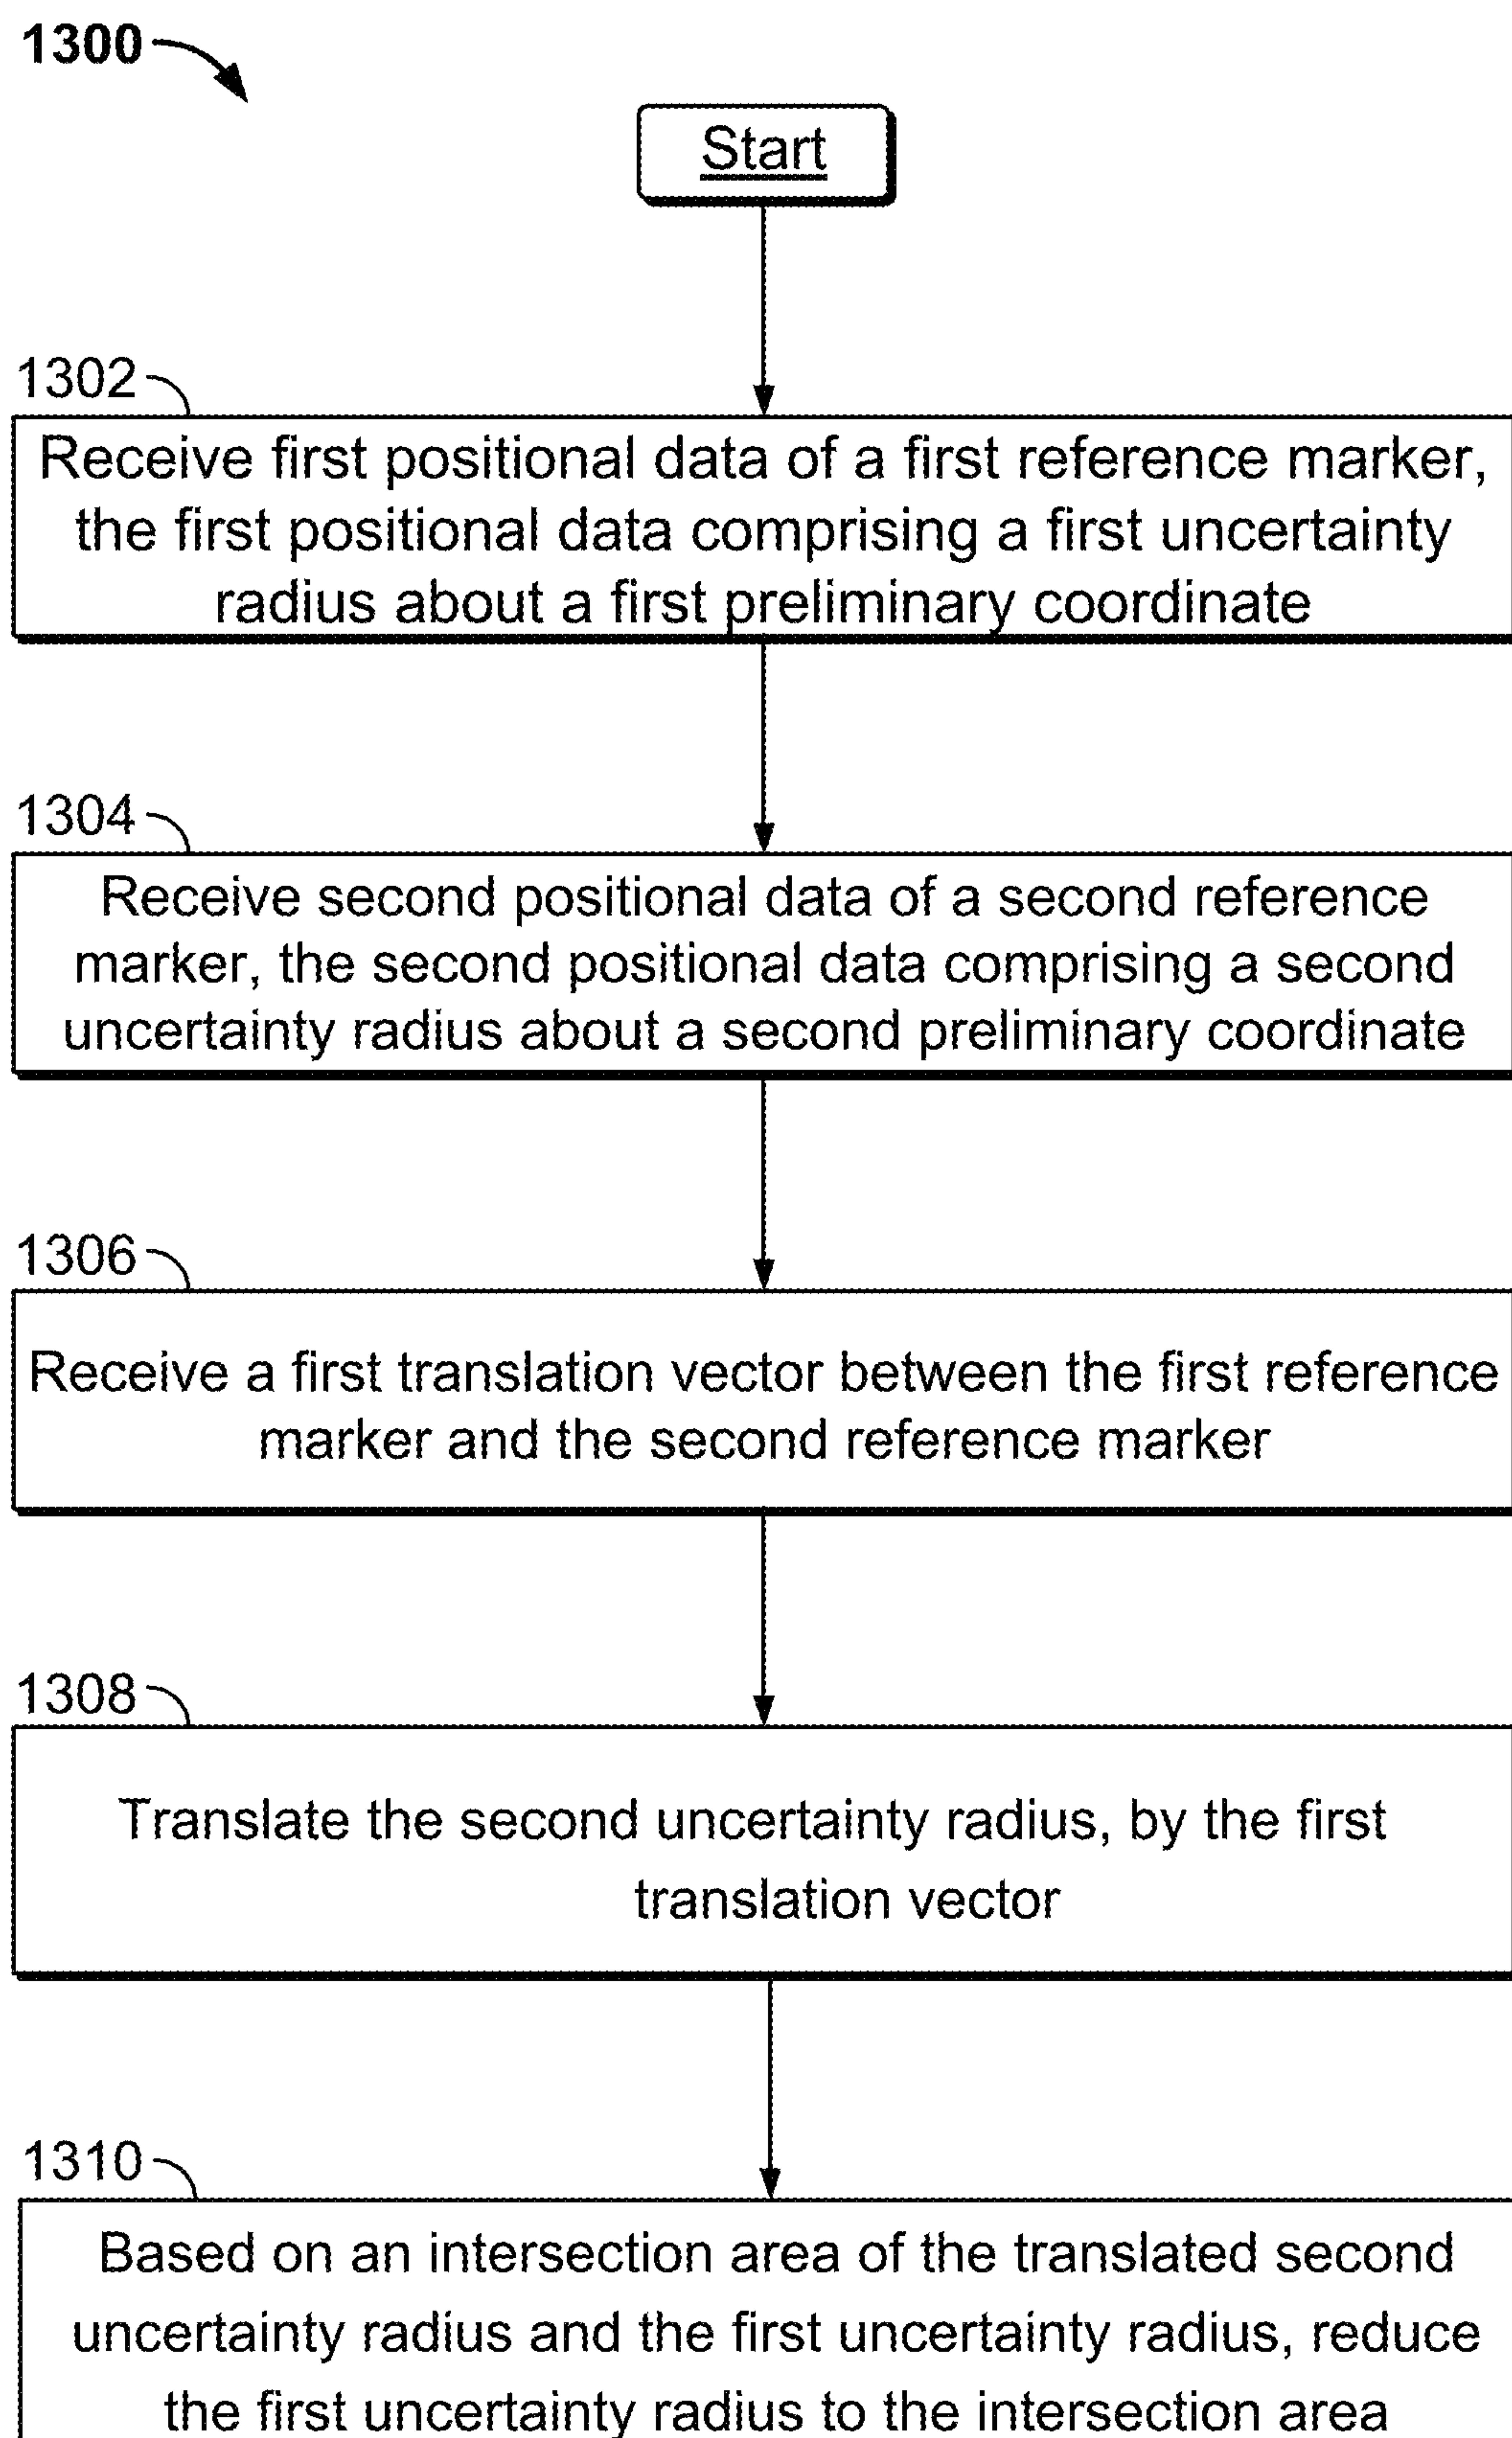 1300
Start
1302
Receive first positional data of a first reference marker,
the first positional data comprising a first uncertainty
radius about a first preliminary coordinate
1304
Receive second positional data of a second reference
marker, the second positional data comprising a second
uncertainty radius about a second preliminary coordinate
1306
Receive a first translation vector between the first reference
marker and the second reference marker
1308
Translate the second uncertainty radius, by the first
translation vector
1310
Based on an intersection area of the translated second
uncertainty radius and the first uncertainty radius, reduce
the first uncertainty radius to the intersection area